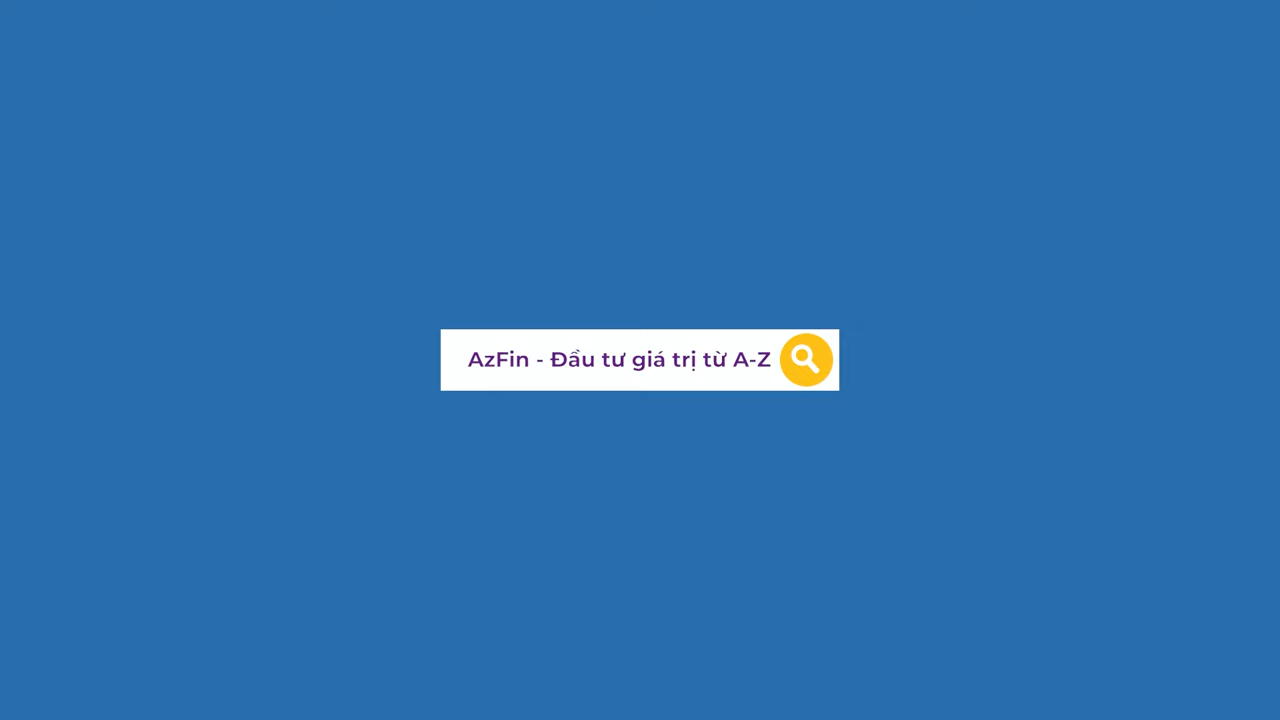 AzFin - Đầu tư giá trị từ A-Z